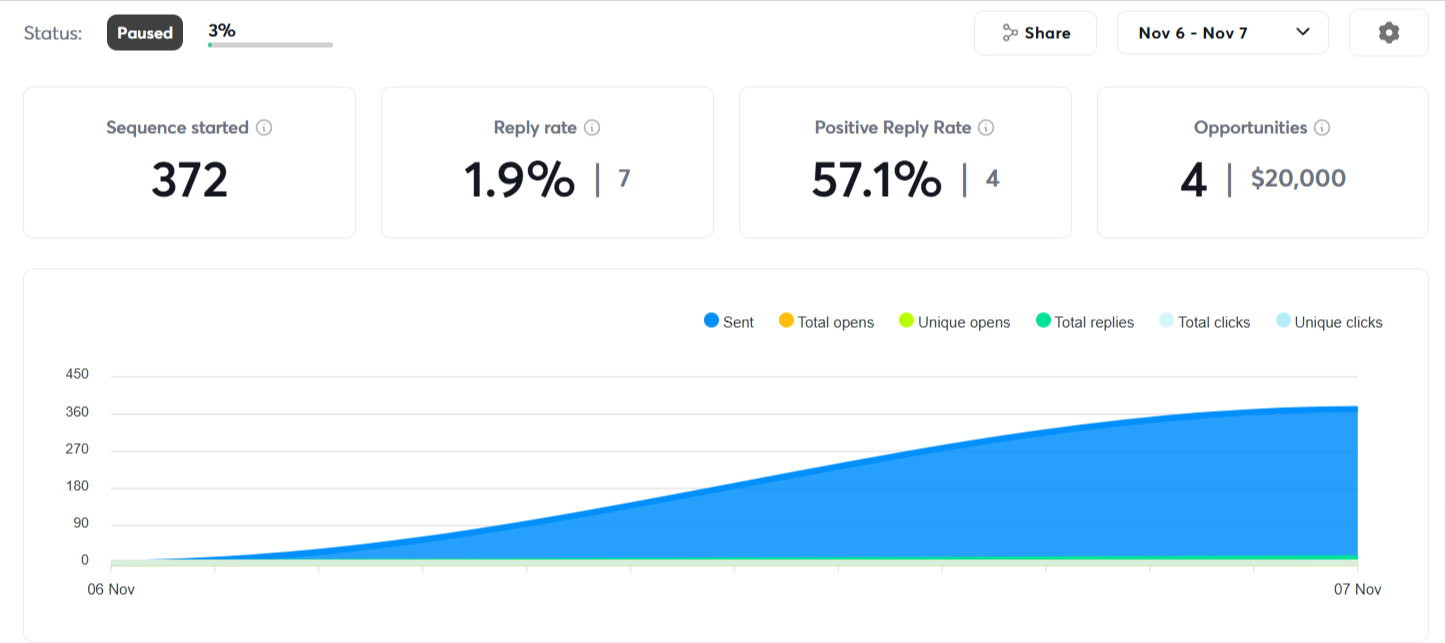 Status: Paused 3% Share Nov 6 - Nov 7
Sequence started Reply rate Positive Reply Rate Opportunities
372 1.9% | 7 57.1% | 4 4 | $20,000
Sent Total opens Unique opens Total replies Total clicks Unique clicks
450
360
270
180
90
0
06 Nov 07 Nov